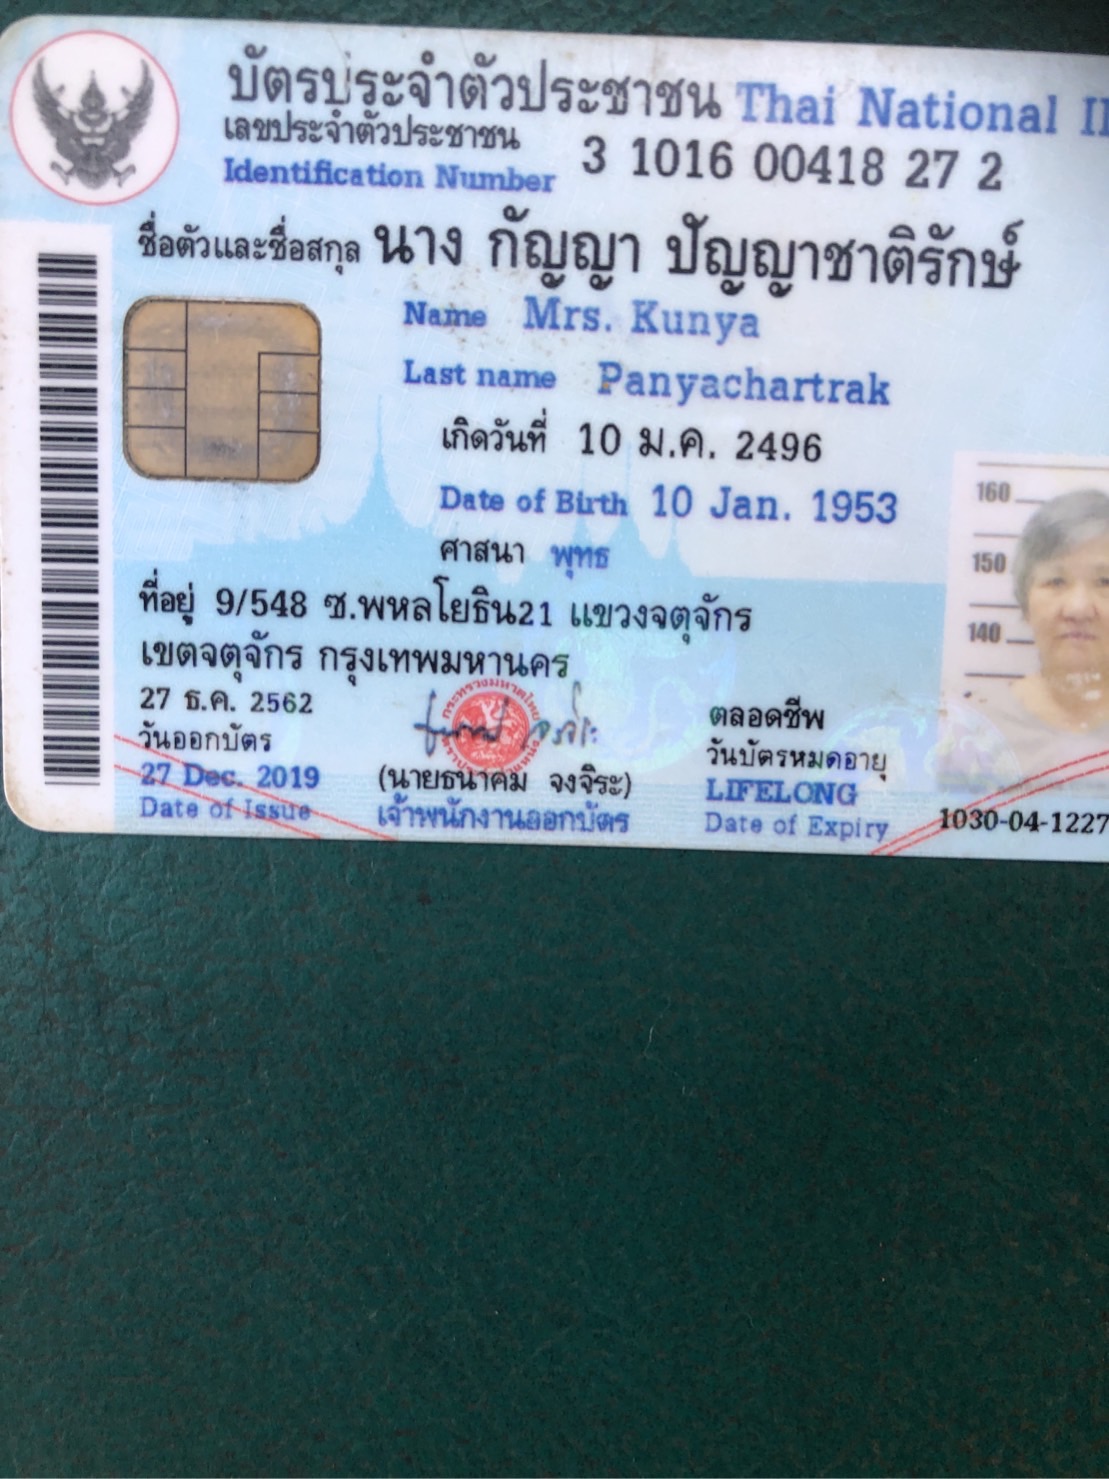 บัตรประจำตัวประชาชน Thai National
เลขประจำตัวประชาชน
Identification Number 3 1016 00418 27 2
ชื่อตัวและชื่อสกุล นาง กัญญา ปัญญาชาติรักษ์
Name Mrs. Kunya
Last name Panyachartrak
เกิดวันที่ 10 ม.ค. 2496
Date of Birth 10 Jan. 1953
ศาสนา พุทธ
ที่อยู่ 9/548 ซ.พหลโยธิน21 แขวงจตุจักร
เขตจตุจักร กรุงเทพมหานคร
27 ธ.ค. 2562
วันออกบัตร
27 Dec. 2019
Date of Issue
(นายธนาคม จงจิระ)
เจ้าพนักงานออกบัตร
ตลอดชีพ
วันบัตรหมดอายุ
LIFELONG
Date of Expiry
160
150
140
1030-04-1227